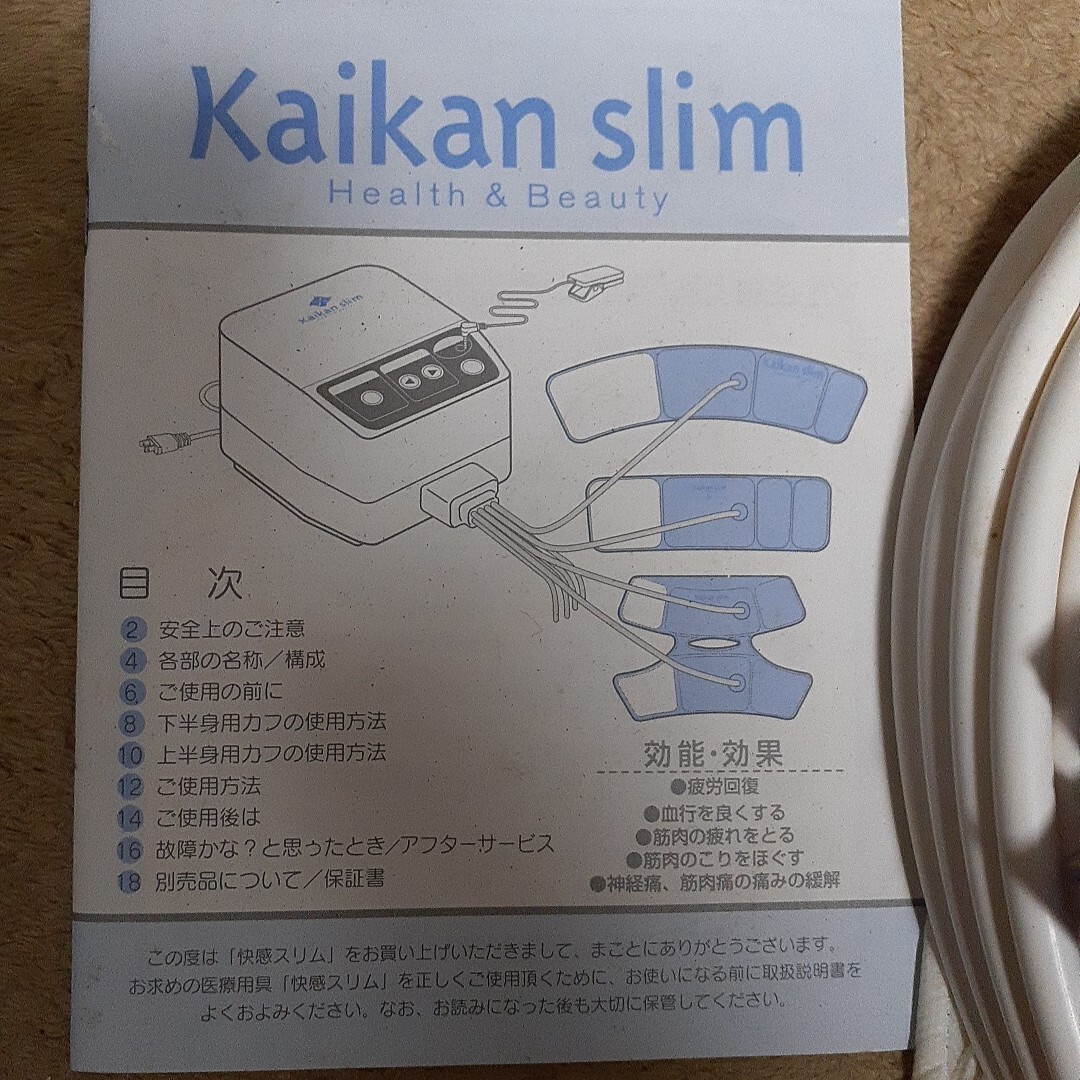 Kaikan slim
Health & Beauty
Kaikan slim
Kaikan slim
目 次
2 安全上のご注意
4 各部の名称／構成
6 ご使用の前に
8 下半身用カフの使用方法
10 上半身用カフの使用方法
12 ご使用方法
14 ご使用後は
16 故障かな？と思ったとき／アフターサービス
18 別売品について／保証書
効能・効果
●疲労回復
●血行を良くする
●筋肉の疲れをとる
●筋肉のこりをほぐす
●神経痛、筋肉痛の痛みの緩解
この度は「快感スリム」をお買い上げいただきまして、まことにありがとうございます。
お求めの医療用具「快感スリム」を正しくご使用頂くために、お使いになる前に取扱説明書を
よくおよみください。なお、お読みになった後も大切に保管してください。